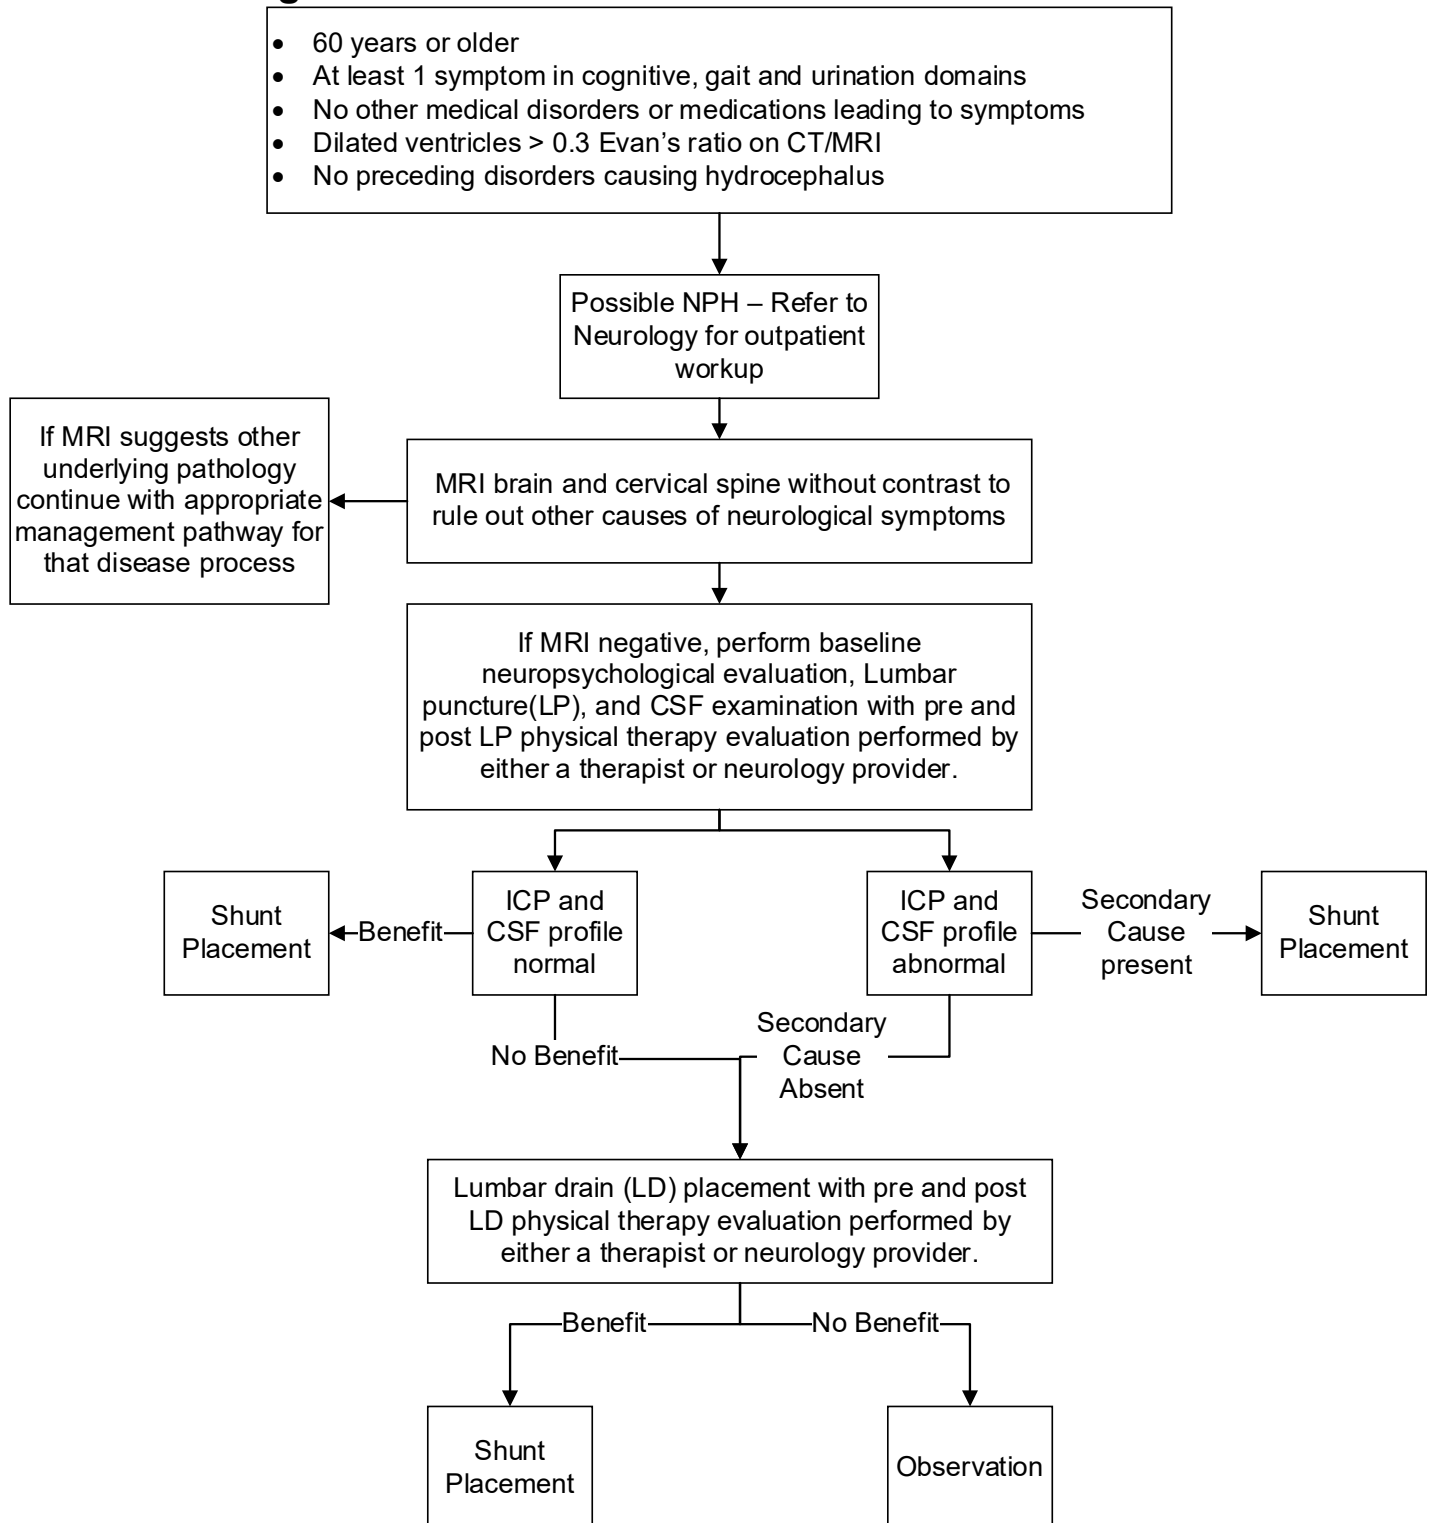 • 60 years or older
• At least 1 symptom in cognitive, gait and urination domains
• No other medical disorders or medications leading to symptoms
• Dilated ventricles > 0.3 Evan’s ratio on CT/MRI
• No preceding disorders causing hydrocephalus
Possible NPH – Refer to
Neurology for outpatient
workup
If MRI suggests other
underlying pathology
continue with appropriate
management pathway for
that disease process
MRI brain and cervical spine without contrast to
rule out other causes of neurological symptoms
If MRI negative, perform baseline
neuropsychological evaluation, Lumbar
puncture(LP), and CSF examination with pre and
post LP physical therapy evaluation performed by
either a therapist or neurology provider.
Shunt
Placement
Benefit
ICP and
CSF profile
normal
ICP and
CSF profile
abnormal
Secondary
Cause
present
Shunt
Placement
No Benefit
Secondary
Cause
Absent
Lumbar drain (LD) placement with pre and post
LD physical therapy evaluation performed by
either a therapist or neurology provider.
Benefit
No Benefit
Shunt
Placement
Observation